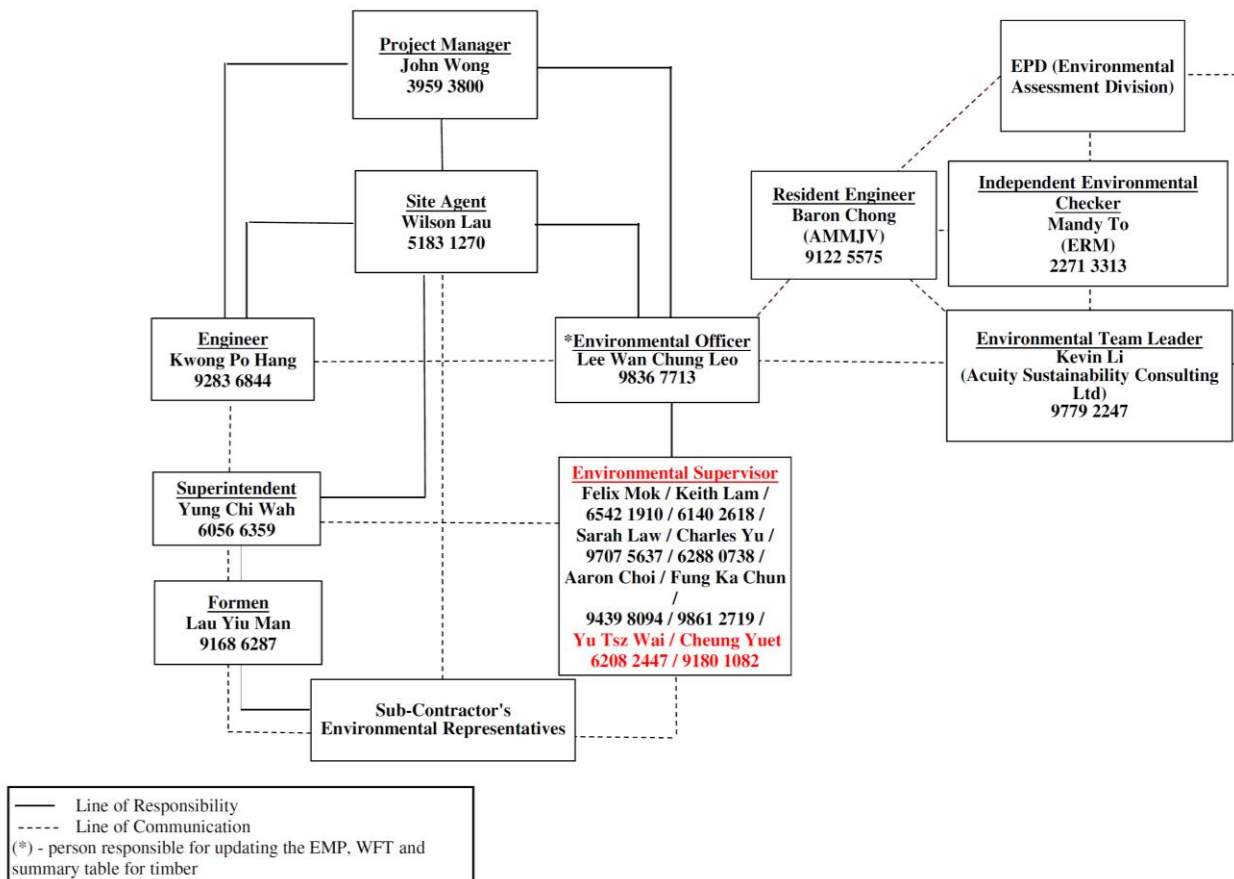 Project Manager
John Wong
3959 3800
EPD (Environmental
Assessment Division)
Site Agent
Wilson Lau
5183 1270
Resident Engineer
Baron Chong
(AMMJV)
9122 5575
Independent Environmental
Checker
Mandy To
(ERM)
2271 3313
Engineer
Kwong Po Hang
9283 6844
*Environmental Officer
Lee Wan Chung Leo
9836 7713
Environmental Team Leader
Kevin Li
(Acuity Sustainability Consulting
Ltd)
9779 2247
Superintendent
Yung Chi Wah
6056 6359
Environmental Supervisor
Felix Mok / Keith Lam /
6542 1910 / 6140 2618 /
Sarah Law / Charles Yu /
9707 5637 / 6288 0738 /
Aaron Choi / Fung Ka Chun
/
9439 8094 / 9861 2719 /
Yu Tsz Wai / Cheung Yuet
6208 2447 / 9180 1082
Formen
Lau Yiu Man
9168 6287
Sub-Contractor's
Environmental Representatives
Line of Responsibility
Line of Communication
(*) - person responsible for updating the EMP, WFT and
summary table for timber